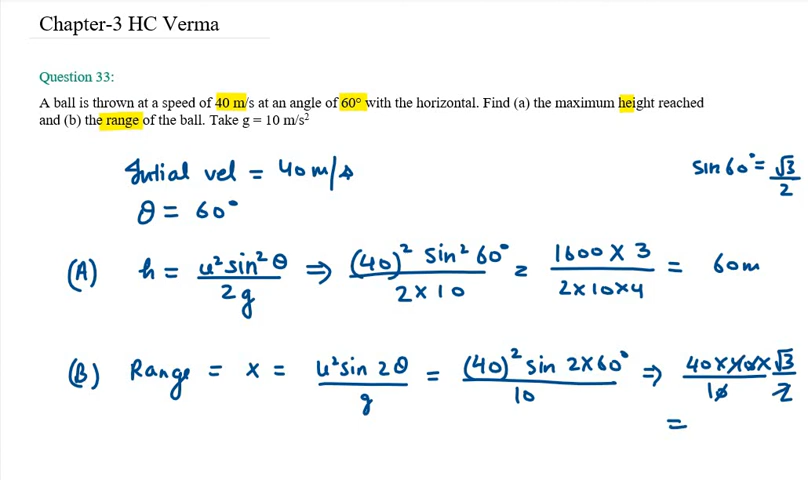 Chapter-3 HC Verma
Question 33:
A ball is thrown at a speed of 40 m/s at an angle of 60° with the horizontal. Find (a) the maximum height reached
and (b) the range of the ball. Take g = 10 m/s²
Initial vel = 40 m/s
sin 60° = √3/2
θ = 60°
(A) h = u² sin² θ / 2g ⇒ (40)² sin² 60° / 2 × 10 = 1600 × 3 / 2×10×4 = 60m
(B) Range = x = u² sin 2θ / g = (40)² sin 2×60° / 10 ⇒ 40×40×√3 / 10 2
=